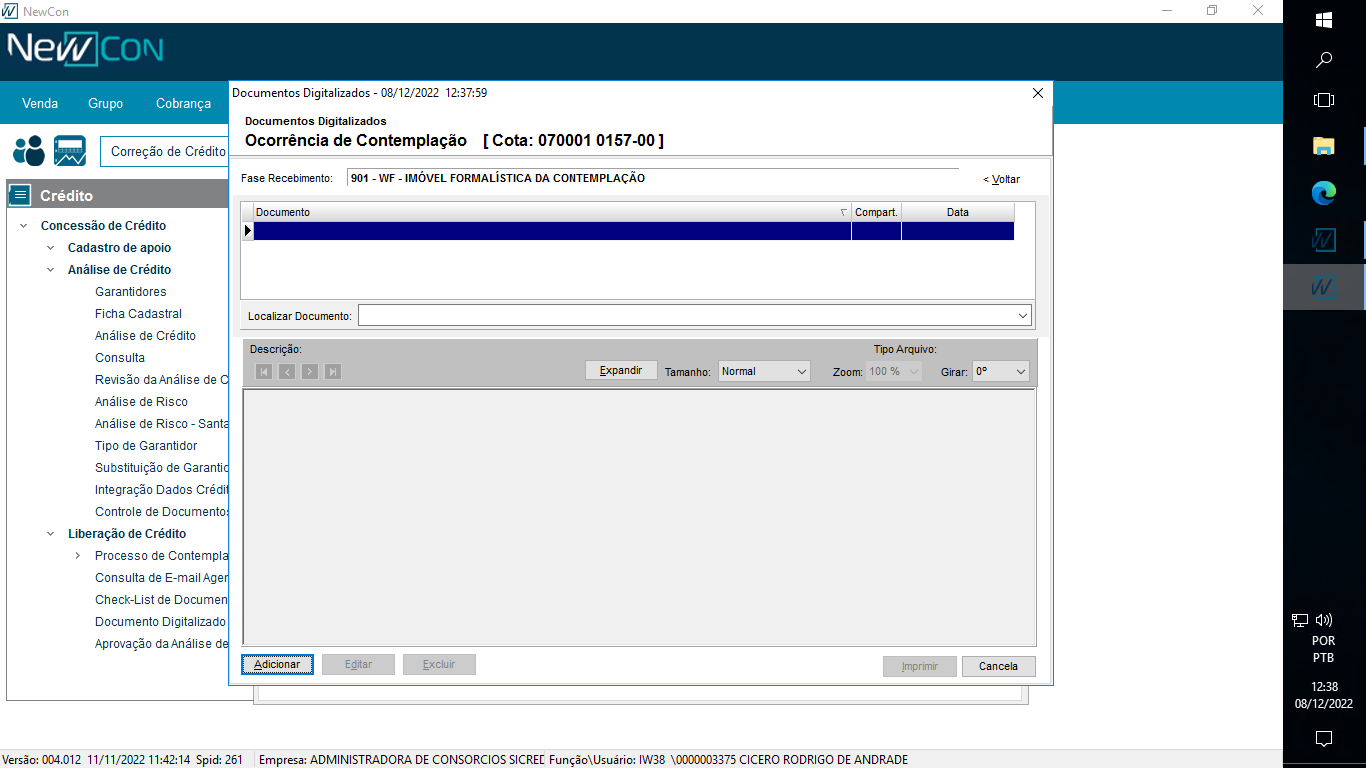 NewCon
NewCon
Venda Grupo Cobrança
Correção de Crédito
Crédito
Concessão de Crédito
Cadastro de apoio
Análise de Crédito
Garantidores
Ficha Cadastral
Análise de Crédito
Consulta
Revisão da Análise de C
Análise de Risco
Análise de Risco - Santa
Tipo de Garantidor
Substituição de Garantid
Integração Dados Crédit
Controle de Documentos
Liberação de Crédito
Processo de Contempla
Consulta de E-mail Agen
Check-List de Documen
Documento Digitalizado
Aprovação da Análise de
Documentos Digitalizados - 08/12/2022 12:37:59
Documentos Digitalizados
Ocorrência de Contemplação [ Cota: 070001 0157-00 ]
Fase Recebimento: 901 - WF - IMÓVEL FORMALÍSTICA DA CONTEMPLAÇÃO < Voltar
Documento Compart. Data
Localizar Documento:
Descrição: Tipo Arquivo:
Expandir Tamanho: Normal Zoom: 100 % Girar: 0º
Adicionar Editar Excluir Imprimir Cancela
Versão: 004.012 11/11/2022 11:42:14 Spid: 261 Empresa: ADMINISTRADORA DE CONSORCIOS SICRED Função\Usuário: IW38 \0000003375 CICERO RODRIGO DE ANDRADE
POR
PTB
12:38
08/12/2022